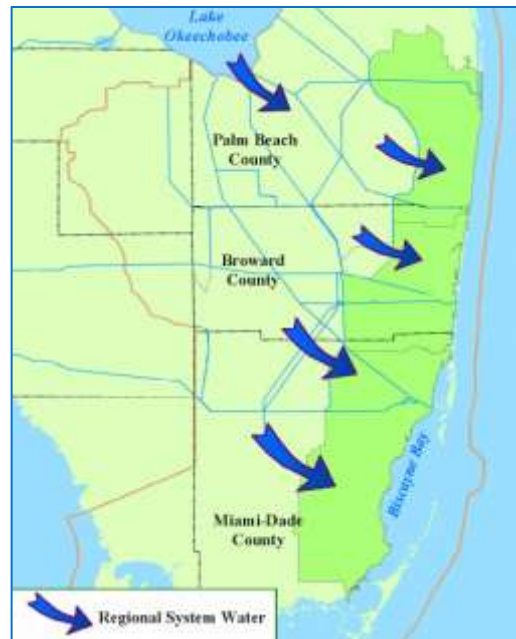 Lake
Okeechobee
Palm Beach
County
Broward
County
Biscayne Bay
Miami-Dade
County
Regional System Water